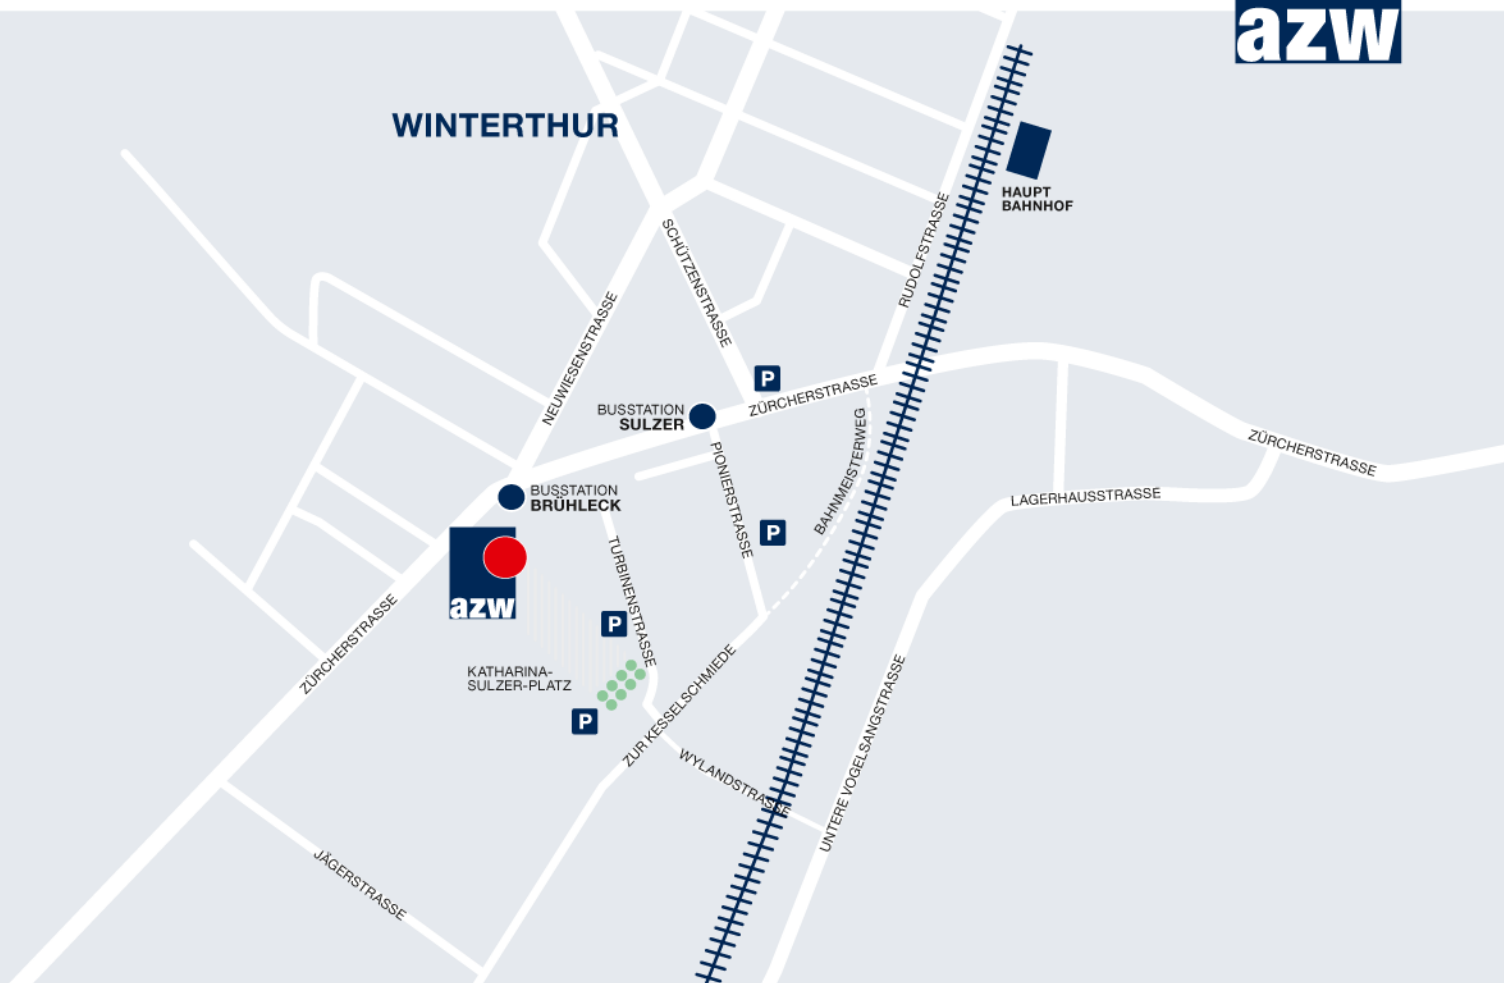 azw
WINTERTHUR
HAUPT
BAHNHOF
RUDOLFSTRASSE
SCHÜTZENSTRASSE
NEUWIESENSTRASSE
P
ZÜRCHERSTRASSE
BUSSTATION
SULZER
BAHNMEISTERWEG
ZÜRCHERSTRASSE
PIONIERSTRASSE
LAGERHAUSSTRASSE
BUSSTATION
BRÜHLECK
P
TURBINENSTRASSE
azw
P
ZÜRCHERSTRASSE
KATHARINA-
SULZER-PLATZ
P
ZUR KESSELSCHMIEDE
UNTERE VOGELSANGSTRASSE
WYLANDSTRASSE
JÄGERSTRASSE